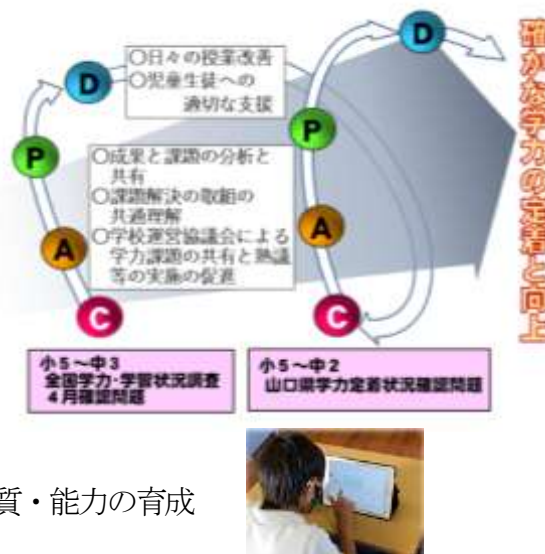 D
○日々の授業改善
○児童生徒への
適切な支援
D
P
P
○成果と課題の分析と
共有
○課題解決の取組の
共通理解
○学校運営協議会による
学力課題の共有と熟議
等の実施の促進
A
A
C
C
確かな学力の定着と向上
小5～中3
全国学力・学習状況調査
4月確認問題
小5～中2
山口県学力定着状況確認問題
質・能力の育成